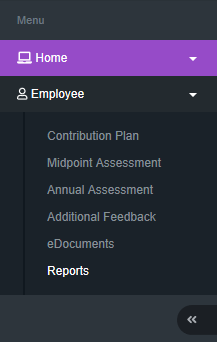 Menu
Home
Employee
Contribution Plan
Midpoint Assessment
Annual Assessment
Additional Feedback
eDocuments
Reports